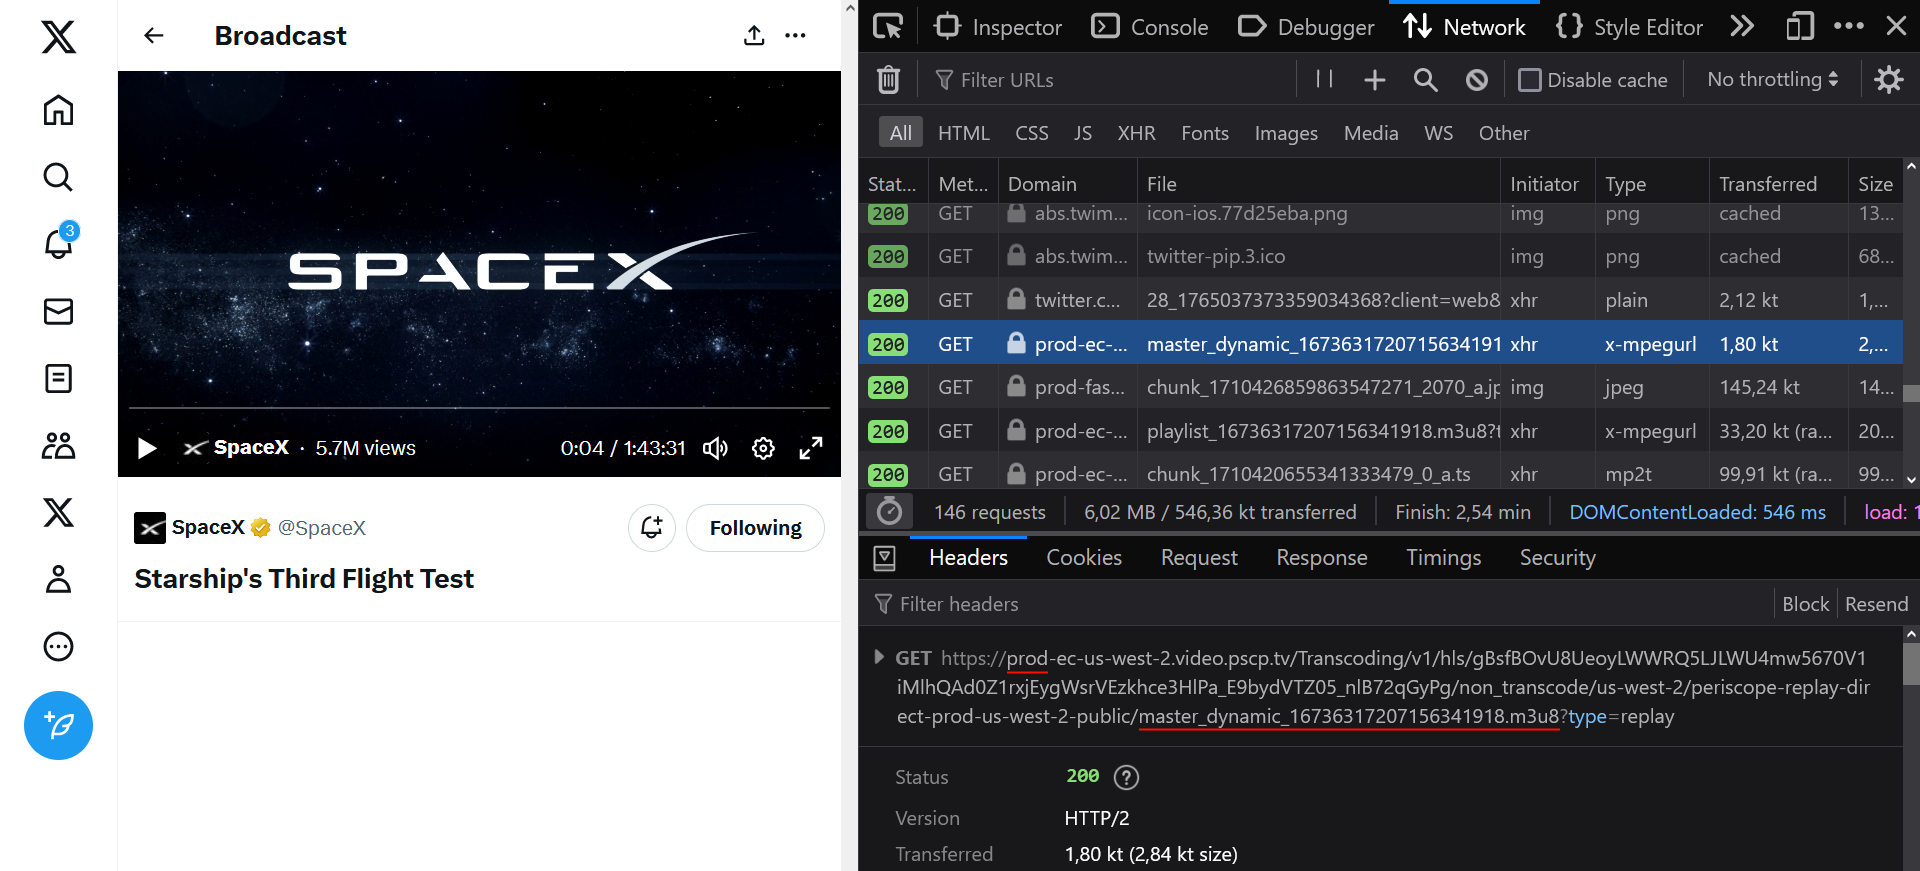 Broadcast
3
SPACEX
SpaceX · 5.7M views
0:04 / 1:43:31
SpaceX @SpaceX
Following
Starship's Third Flight Test
Inspector
Console
Debugger
Network
Style Editor
Filter URLs
Disable cache
No throttling
All HTML CSS JS XHR Fonts Images Media WS Other
Stat... Met... Domain File Initiator Type Transferred Size
200 GET abs.twim... icon-ios.77d25eba.png img png cached 13...
200 GET abs.twim... twitter-pip.3.ico img png cached 68...
200 GET twitter.c... 28_1765037373359034368?client=web& xhr plain 2,12 kt 1,...
200 GET prod-ec-... master_dynamic_1673631720715634191 xhr x-mpegurl 1,80 kt 2,...
200 GET prod-fas... chunk_1710426859863547271_2070_a.jp img jpeg 145,24 kt 14...
200 GET prod-ec-... playlist_16736317207156341918.m3u8?t xhr x-mpegurl 33,20 kt (ra... 20...
200 GET prod-ec-... chunk_1710420655341333479_0_a.ts xhr mp2t 99,91 kt (ra... 99...
146 requests 6,02 MB / 546,36 kt transferred Finish: 2,54 min DOMContentLoaded: 546 ms load: 1
Headers Cookies Request Response Timings Security
Filter headers
Block Resend
GET https://prod-ec-us-west-2.video.pscp.tv/Transcoding/v1/hls/gBsfBOvU8UeoyLWWRQ5LJLWU4mw5670V1
iMlhQAd0Z1rxjEygWsrVEzkhce3HlPa_E9bydVTZ05_nlB72qGyPg/non_transcode/us-west-2/periscope-replay-dir
ect-prod-us-west-2-public/master_dynamic_16736317207156341918.m3u8?type=replay
Status 200
Version HTTP/2
Transferred 1,80 kt (2,84 kt size)